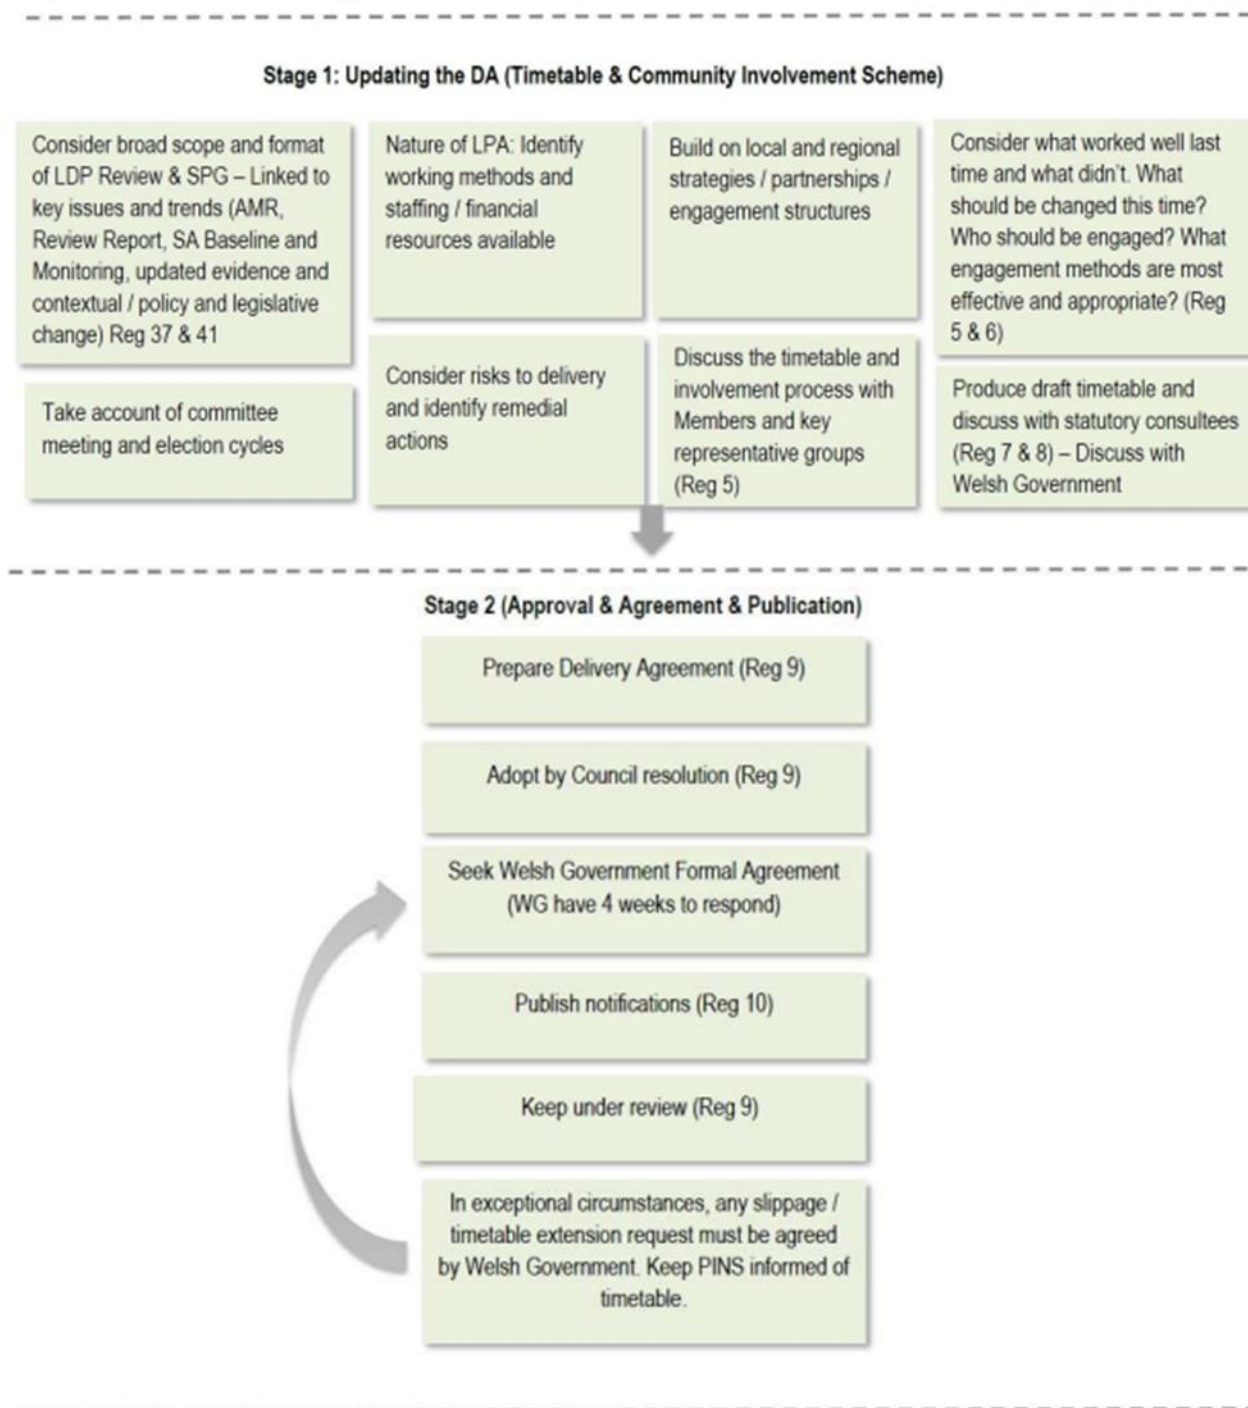 Stage 1: Updating the DA (Timetable & Community Involvement Scheme)
Consider broad scope and format
of LDP Review & SPG – Linked to
key issues and trends (AMR,
Review Report, SA Baseline and
Monitoring, updated evidence and
contextual / policy and legislative
change) Reg 37 & 41
Nature of LPA: Identify
working methods and
staffing / financial
resources available
Build on local and regional
strategies / partnerships /
engagement structures
Consider what worked well last
time and what didn't. What
should be changed this time?
Who should be engaged? What
engagement methods are most
effective and appropriate? (Reg
5 & 6)
Take account of committee
meeting and election cycles
Consider risks to delivery
and identify remedial
actions
Discuss the timetable and
involvement process with
Members and key
representative groups
(Reg 5)
Produce draft timetable and
discuss with statutory consultees
(Reg 7 & 8) – Discuss with
Welsh Government
Stage 2 (Approval & Agreement & Publication)
Prepare Delivery Agreement (Reg 9)
Adopt by Council resolution (Reg 9)
Seek Welsh Government Formal Agreement
(WG have 4 weeks to respond)
Publish notifications (Reg 10)
Keep under review (Reg 9)
In exceptional circumstances, any slippage /
timetable extension request must be agreed
by Welsh Government. Keep PINS informed of
timetable.